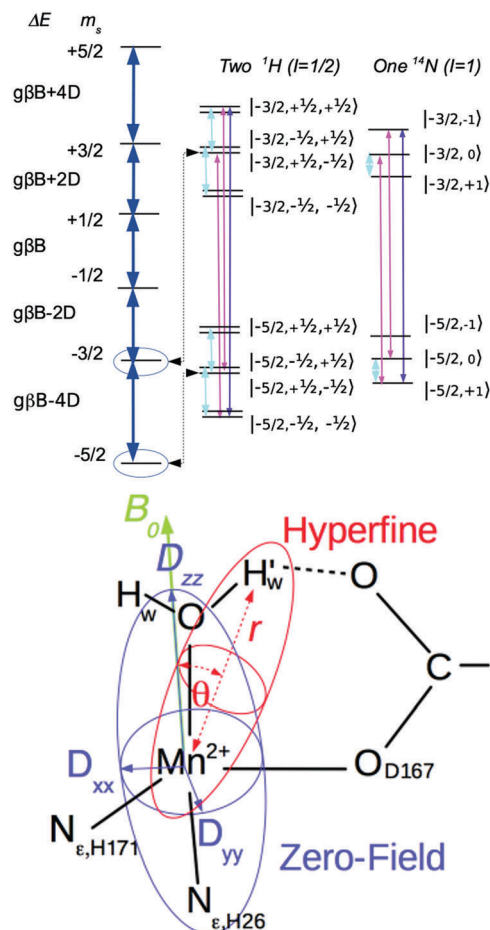 ΔE m_s
+5/2
gβB+4D
+3/2
gβB+2D
+1/2
gβB
-1/2
gβB-2D
-3/2
gβB-4D
-5/2
Two ¹H (I=1/2)
|-3/2,+½,+½⟩
|-3/2,-½,+½⟩
|-3/2,+½,-½⟩
|-3/2,-½, -½⟩
|-5/2,+½,+½⟩
|-5/2,-½,+½⟩
|-5/2,+½,-½⟩
|-5/2,-½, -½⟩
One ¹⁴N (I=1)
|-3/2,-1⟩
|-3/2, 0⟩
|-3/2,+1⟩
|-5/2,-1⟩
|-5/2, 0⟩
|-5/2,+1⟩
B₀
Hyperfine
D_zz
H_w O H'_w O
r
C
θ
D_xx Mn²⁺ O_D167
D_yy
N_ε,H171 Zero-Field
N_ε,H26